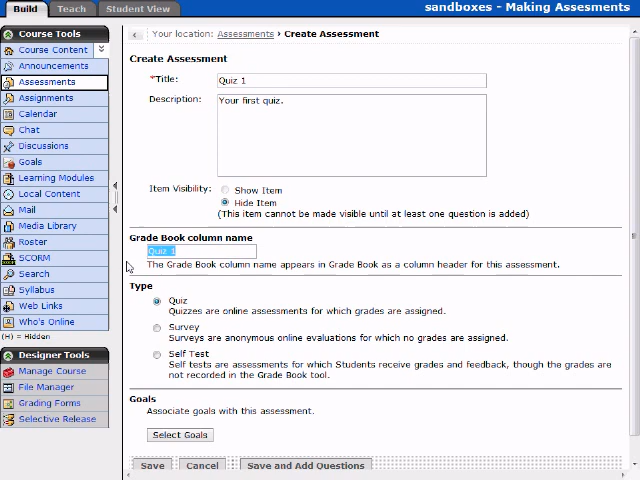 Build Teach Student View sandboxes - Making Assesments
Course Tools
Course Content
Announcements
Assessments
Assignments
Calendar
Chat
Discussions
Goals
Learning Modules
Local Content
Mail
Media Library
Roster
SCORM
Search
Syllabus
Web Links
Who's Online
(H) = Hidden
Designer Tools
Manage Course
File Manager
Grading Forms
Selective Release
Your location: Assessments › Create Assessment
Create Assessment
*Title: Quiz 1
Description: Your first quiz.
Item Visibility: Show Item
Hide Item
(This item cannot be made visible until at least one question is added)
Grade Book column name
Quiz 1
The Grade Book column name appears in Grade Book as a column header for this assessment.
Type
Quiz
Quizzes are online assessments for which grades are assigned.
Survey
Surveys are anonymous online evaluations for which no grades are assigned.
Self Test
Self tests are assessments for which Students receive grades and feedback, though the grades are
not recorded in the Grade Book tool.
Goals
Associate goals with this assessment.
Select Goals
Save Cancel Save and Add Questions